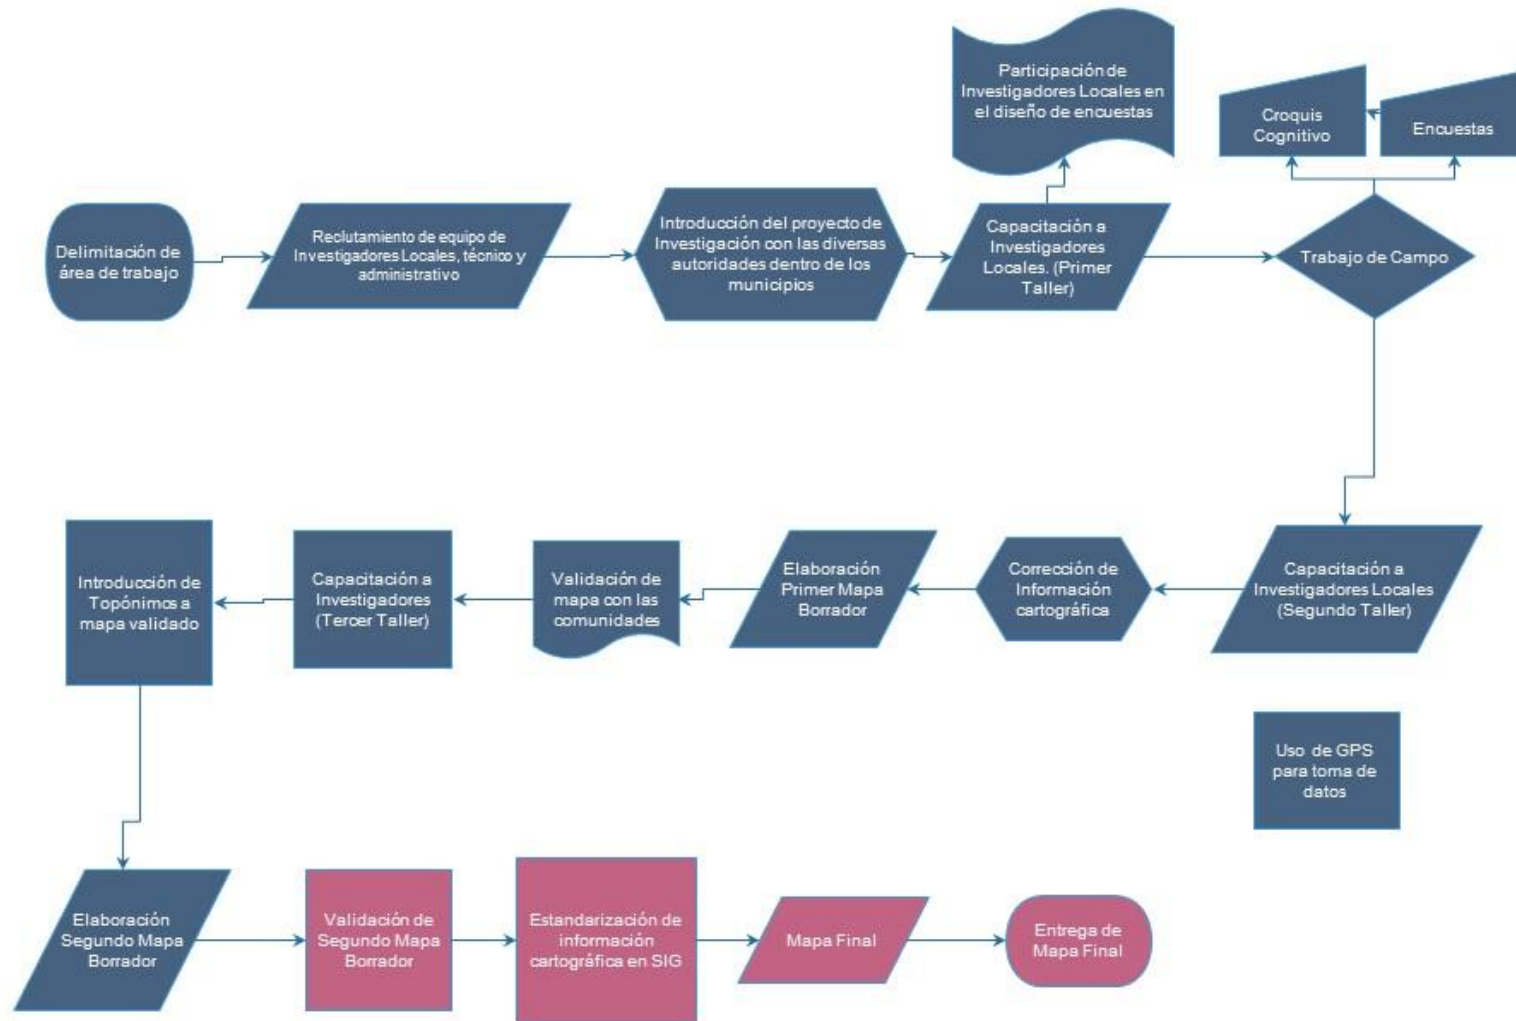 Participación de
Investigadores Locales en
el diseño de encuestas
Croquis
Cognitivo
Encuestas
Delimitación de
área de trabajo
Reclutamiento de equipo de
Investigadores Locales, técnico y
administrativo
Introducción del proyecto de
Investigación con las diversas
autoridades dentro de los
municipios
Capacitación a
Investigadores
Locales. (Primer
Taller)
Trabajo de Campo
Introducción de
Topónimos a
mapa validado
Capacitación a
Investigadores
(Tercer Taller)
Validación de
mapa con las
comunidades
Elaboración
Primer Mapa
Borrador
Corrección de
Información
cartográfica
Capacitación a
Investigadores Locales
(Segundo Taller)
Uso de GPS
para toma de
datos
Elaboración
Segundo Mapa
Borrador
Validación de
Segundo Mapa
Borrador
Estandarización de
información
cartográfica en SIG
Mapa Final
Entrega de
Mapa Final